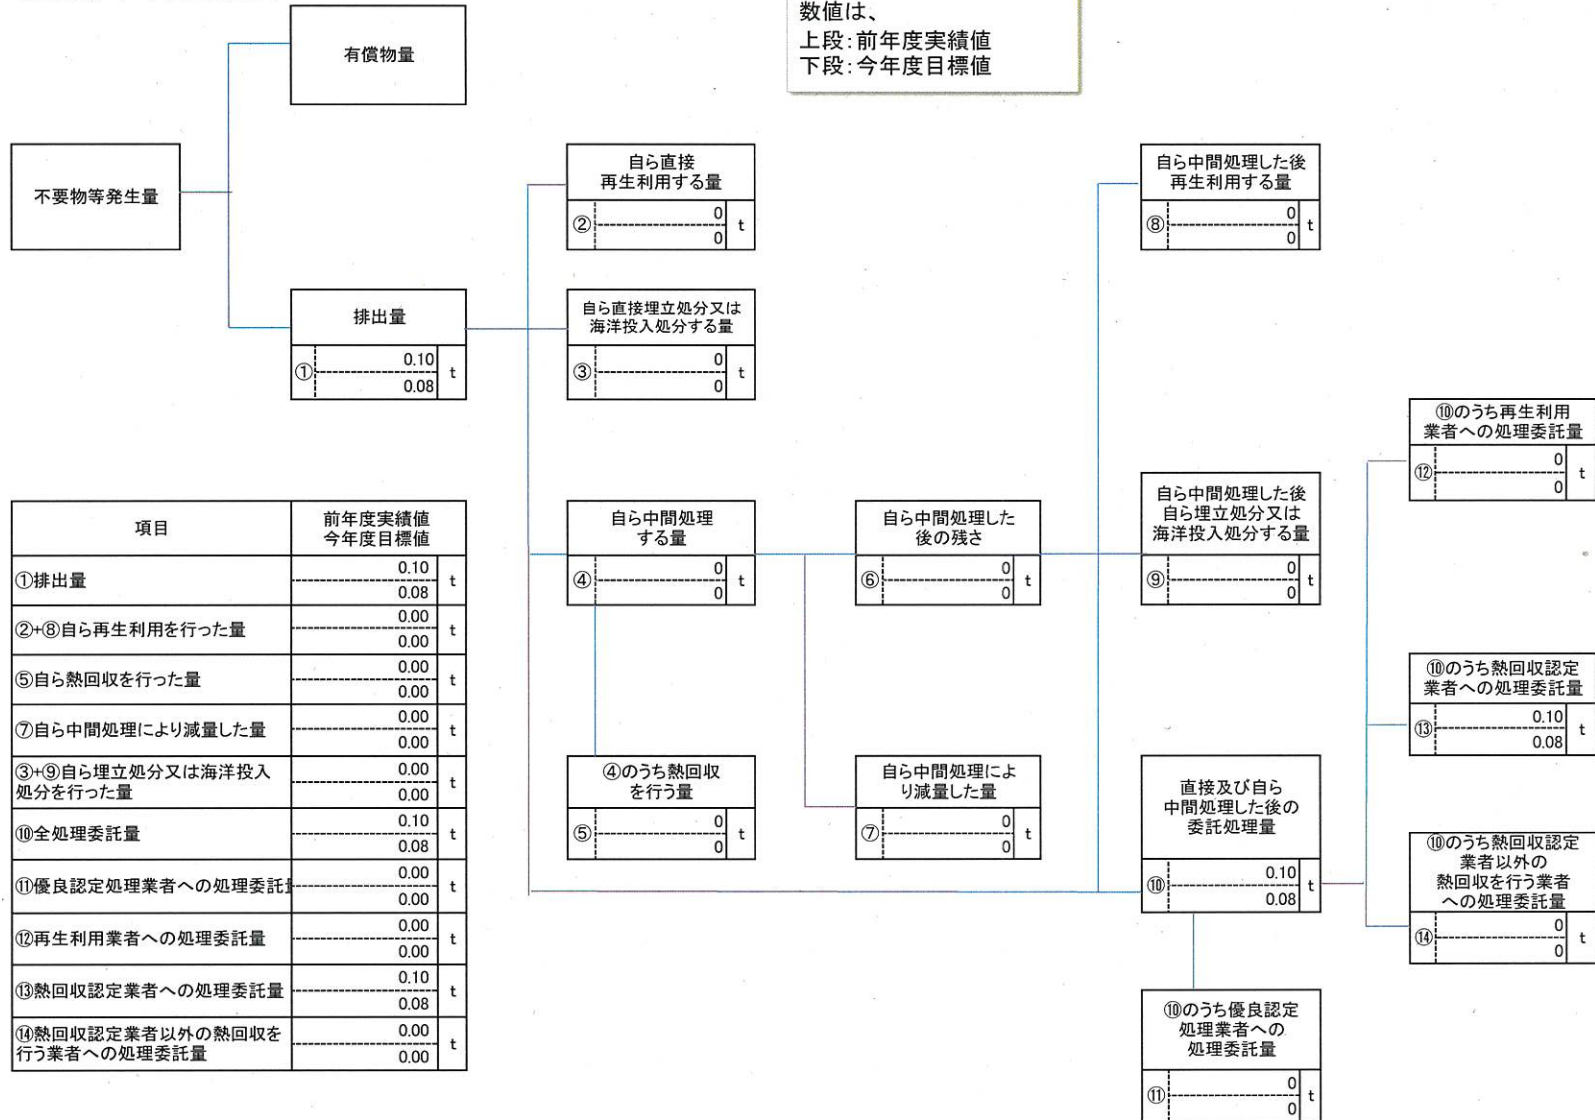 数値は、
上段:前年度実績値
下段:今年度目標値
有償物量
不要物等発生量
排出量
①
0.10
0.08
t
自ら直接
再生利用する量
②
0
0
t
自ら直接埋立処分又は
海洋投入処分する量
③
0
0
t
自ら中間処理
する量
④
0
0
t
④のうち熱回収
を行う量
⑤
0
0
t
自ら中間処理した
後の残さ
⑥
0
0
t
自ら中間処理によ
り減量した量
⑦
0
0
t
自ら中間処理した後
再生利用する量
⑧
0
0
t
自ら中間処理した後
自ら埋立処分又は
海洋投入処分する量
⑨
0
0
t
直接及び自ら
中間処理した後の
委託処理量
⑩
0.10
0.08
t
⑩のうち優良認定
処理業者への
処理委託量
⑪
0
0
t
⑩のうち再生利用
業者への処理委託量
⑫
0
0
t
⑩のうち熱回収認定
業者への処理委託量
⑬
0.10
0.08
t
⑩のうち熱回収認定
業者以外の
熱回収を行う業者
への処理委託量
⑭
0
0
t
項目
前年度実績値
今年度目標値
①排出量
0.10
0.08
t
②+⑧自ら再生利用を行った量
0.00
0.00
t
⑤自ら熱回収を行った量
0.00
0.00
t
⑦自ら中間処理により減量した量
0.00
0.00
t
③+⑨自ら埋立処分又は海洋投入
処分を行った量
0.00
0.00
t
⑩全処理委託量
0.10
0.08
t
⑪優良認定処理業者への処理委託
0.00
0.00
t
⑫再生利用業者への処理委託量
0.00
0.00
t
⑬熱回収認定業者への処理委託量
0.10
0.08
t
⑭熱回収認定業者以外の熱回収を
行う業者への処理委託量
0.00
0.00
t